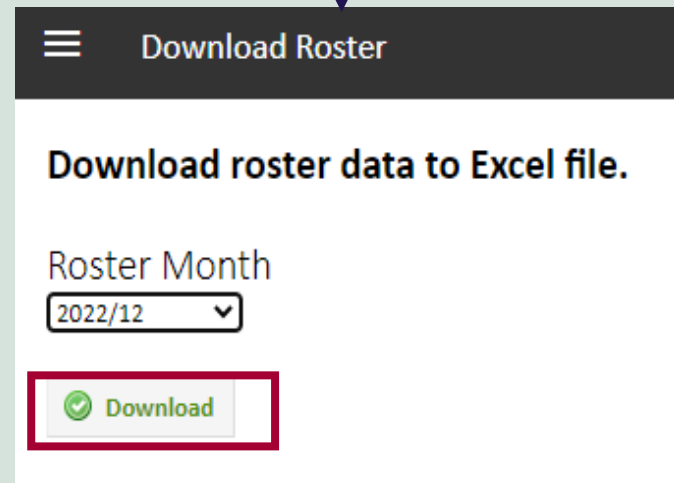 Download Roster
Download roster data to Excel file.
Roster Month
2022/12
Download